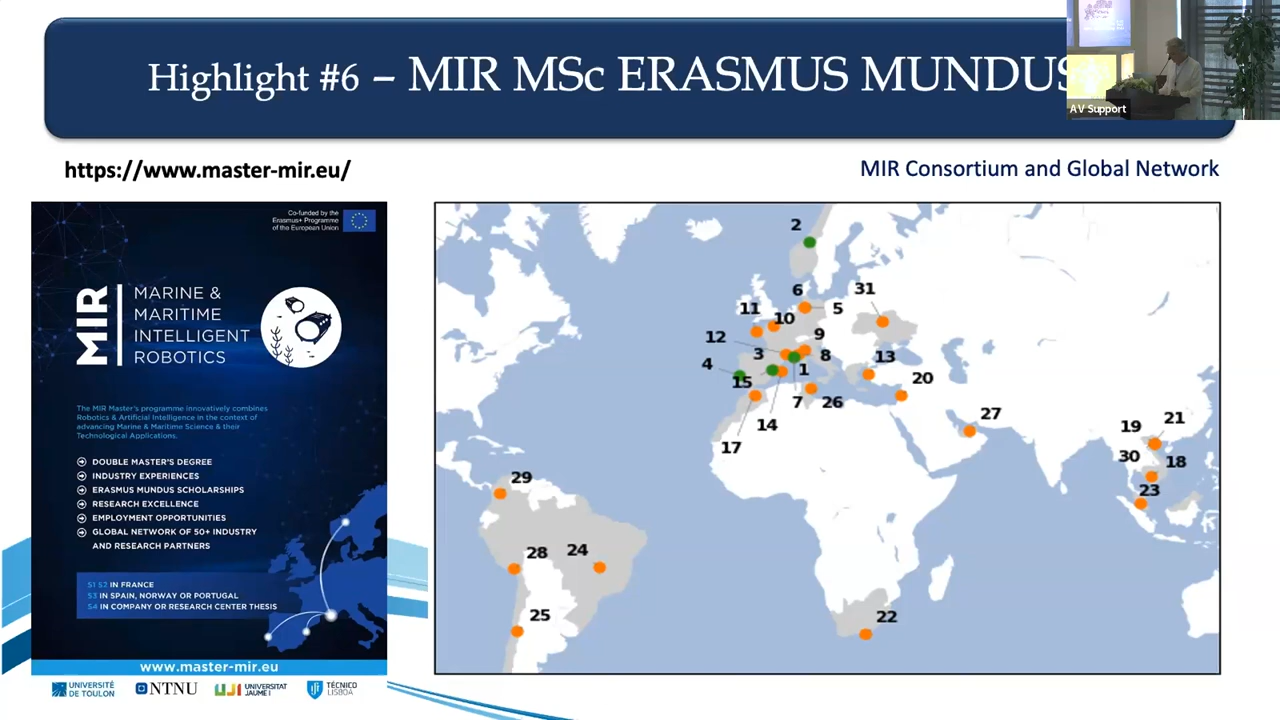 Highlight #6 – MIR MSc ERASMUS MUNDUS
AV Support
https://www.master-mir.eu/
MIR Consortium and Global Network
Co-funded by the
Erasmus+ Programme
of the European Union
MIR
MARINE &
MARITIME
INTELLIGENT
ROBOTICS
The MIR Master's programme innovatively combines
Robotics & Artificial Intelligence in the context of
advancing Marine & Maritime Science & their
Technological Applications.
DOUBLE MASTER'S DEGREE
INDUSTRY EXPERIENCES
ERASMUS MUNDUS SCHOLARSHIPS
RESEARCH EXCELLENCE
EMPLOYMENT OPPORTUNITIES
GLOBAL NETWORK OF 50+ INDUSTRY
AND RESEARCH PARTNERS
S1 S2 IN FRANCE
S3 IN SPAIN, NORWAY OR PORTUGAL
S4 IN COMPANY OR RESEARCH CENTER THESIS
www.master-mir.eu
UNIVERSITÉ
DE TOULON
NTNU
UJI
UNIVERSITAT
JAUME I
TÉCNICO
LISBOA
2
6
31
11
5
10
12
9
3
8
13
4
1
15
20
7
26
14
27
17
19
21
30
18
29
23
28
24
25
22